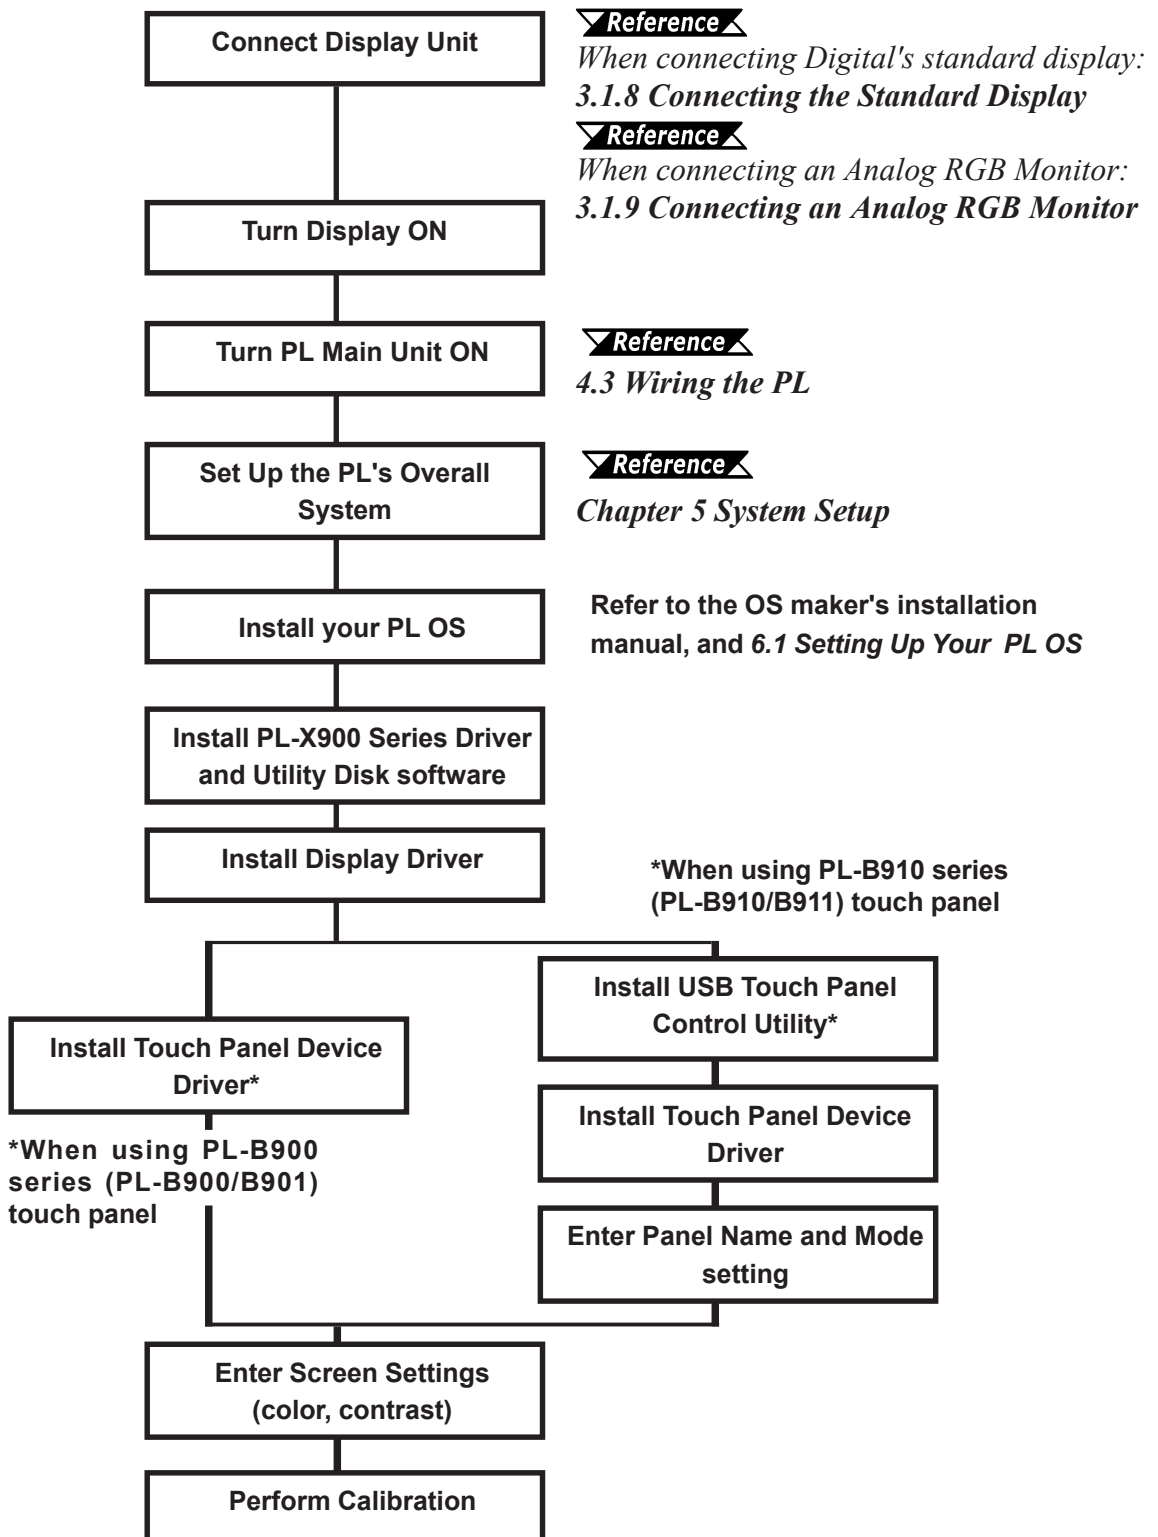 Connect Display Unit
Reference
When connecting Digital's standard display:
3.1.8 Connecting the Standard Display
Reference
When connecting an Analog RGB Monitor:
3.1.9 Connecting an Analog RGB Monitor
Turn Display ON
Turn PL Main Unit ON
Reference
4.3 Wiring the PL
Set Up the PL's Overall
System
Reference
Chapter 5 System Setup
Install your PL OS
Refer to the OS maker's installation
manual, and 6.1 Setting Up Your PL OS
Install PL-X900 Series Driver
and Utility Disk software
Install Display Driver
*When using PL-B910 series
(PL-B910/B911) touch panel
Install USB Touch Panel
Control Utility*
Install Touch Panel Device
Driver*
*When using PL-B900
series (PL-B900/B901)
touch panel
Install Touch Panel Device
Driver
Enter Panel Name and Mode
setting
Enter Screen Settings
(color, contrast)
Perform Calibration